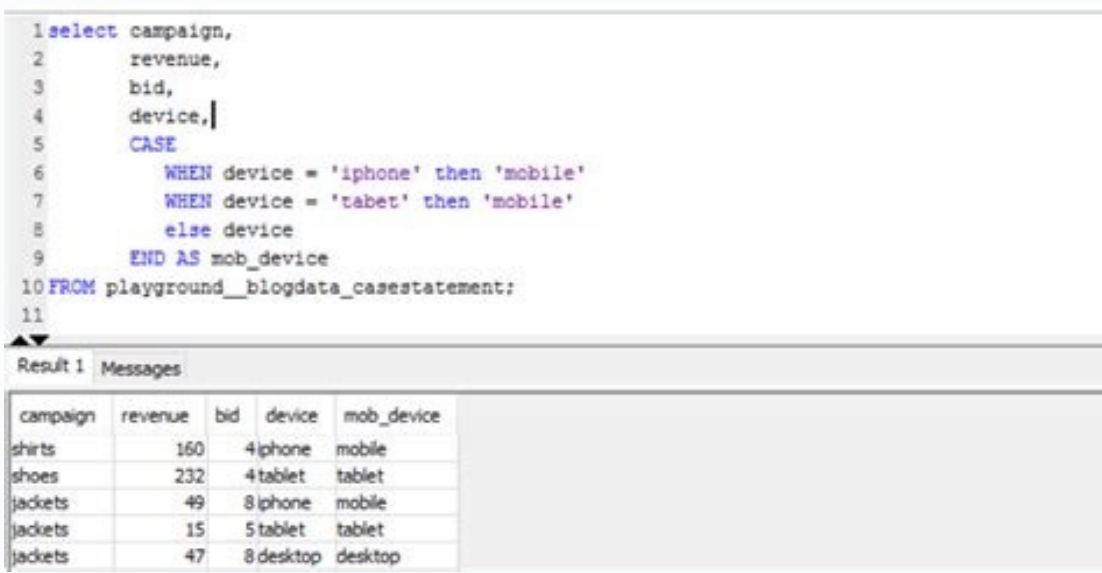 1 select campaign,
2 revenue,
3 bid,
4 device,
5 CASE
6 WHEN device = 'iphone' then 'mobile'
7 WHEN device = 'tabet' then 'mobile'
8 else device
9 END AS mob_device
10 FROM playground__blogdata_casestatement;
11
Result 1 Messages
campaign revenue bid device mob_device
shirts 160 4 iphone mobile
shoes 232 4 tablet tablet
jackets 49 8 iphone mobile
jackets 15 5 tablet tablet
jackets 47 8 desktop desktop